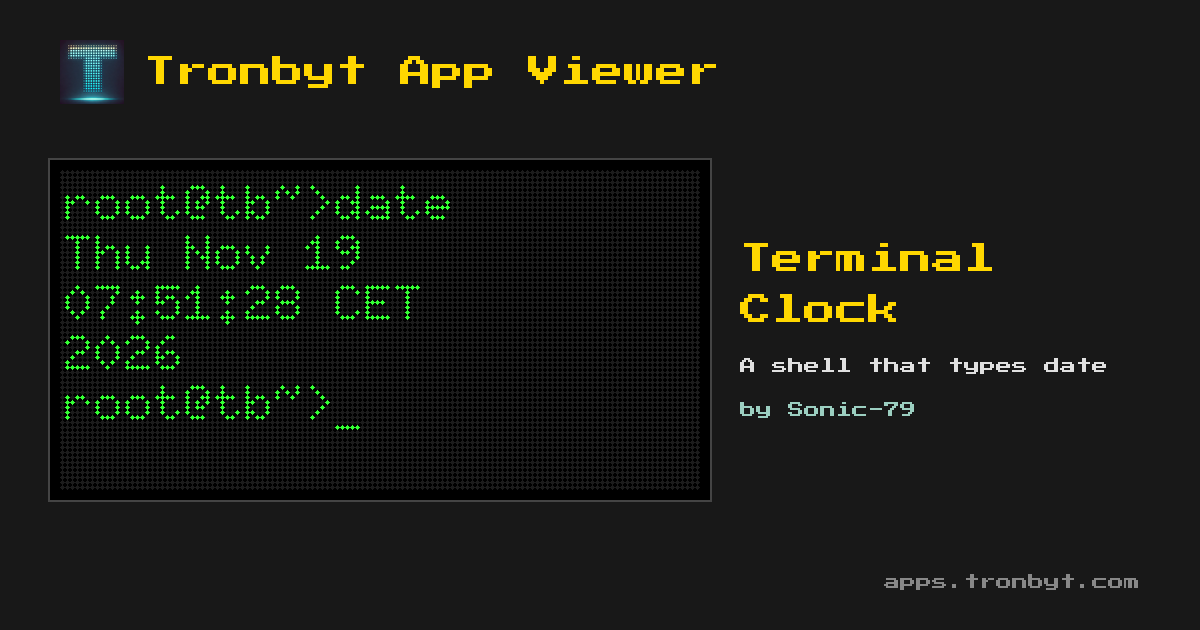 T
Tronbyt App Viewer
root@tb~>date
Thu Nov 19
07:51:28 CET
2026
root@tb~>_
Terminal
Clock
A shell that types date
by Sonic-79
apps.tronbyt.com